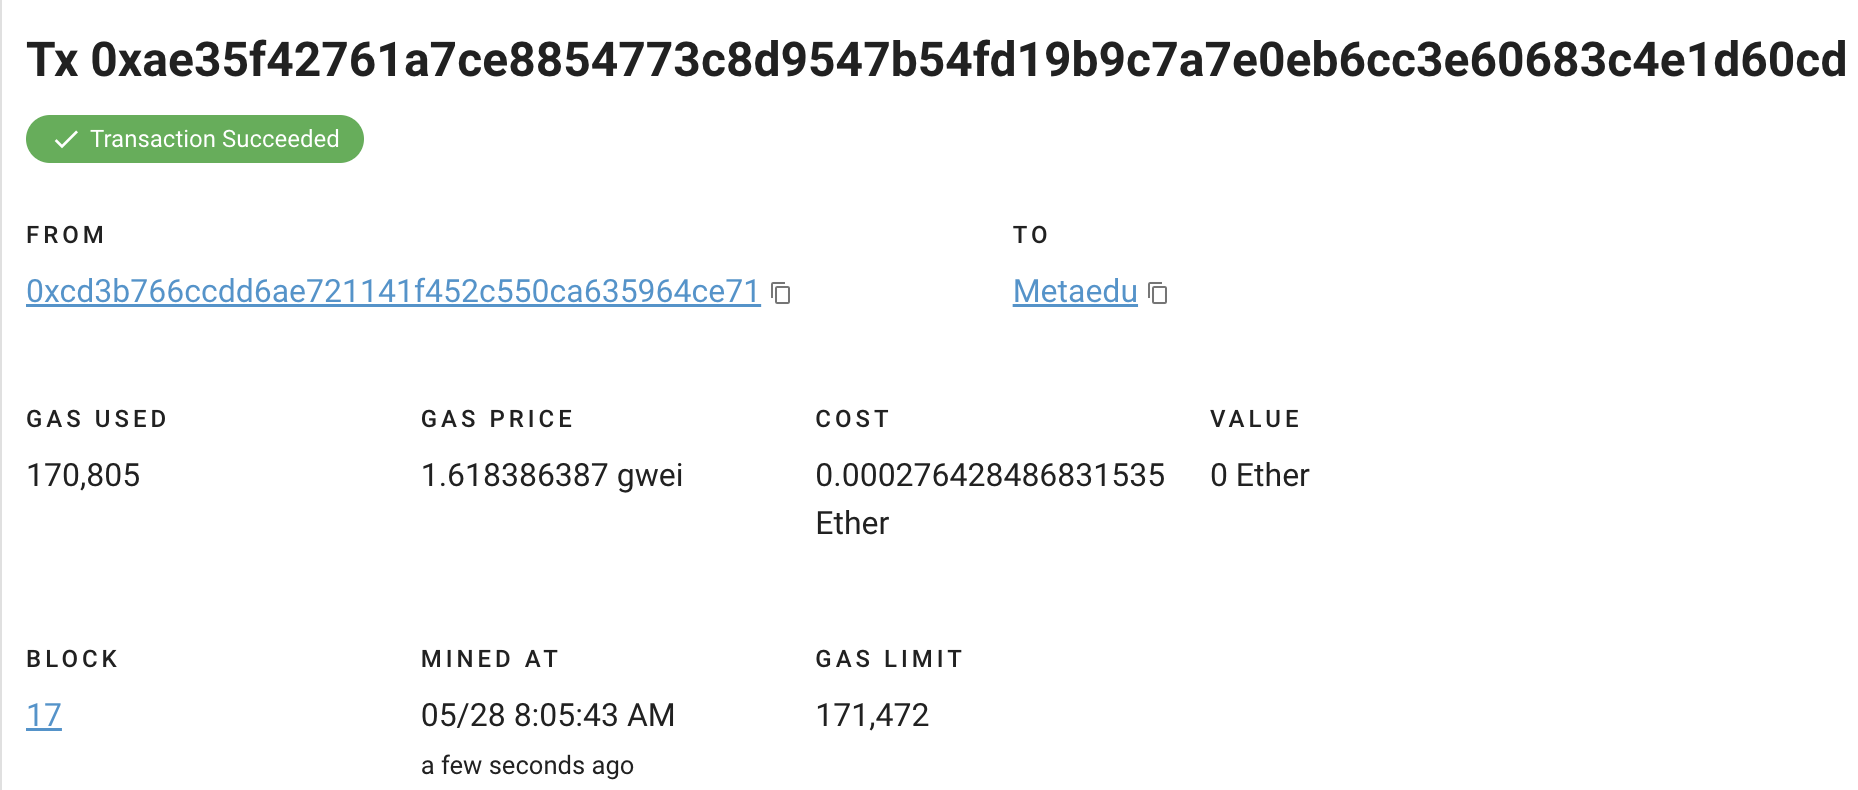 Tx 0xae35f42761a7ce8854773c8d9547b54fd19b9c7a7e0eb6cc3e60683c4e1d60cd
Transaction Succeeded
FROM
TO
0xcd3b766ccdd6ae721141f452c550ca635964ce71
Metaedu
GAS USED
GAS PRICE
COST
VALUE
170,805
1.618386387 gwei
0.000276428486831535
Ether
0 Ether
BLOCK
MINED AT
GAS LIMIT
17
05/28 8:05:43 AM
171,472
a few seconds ago